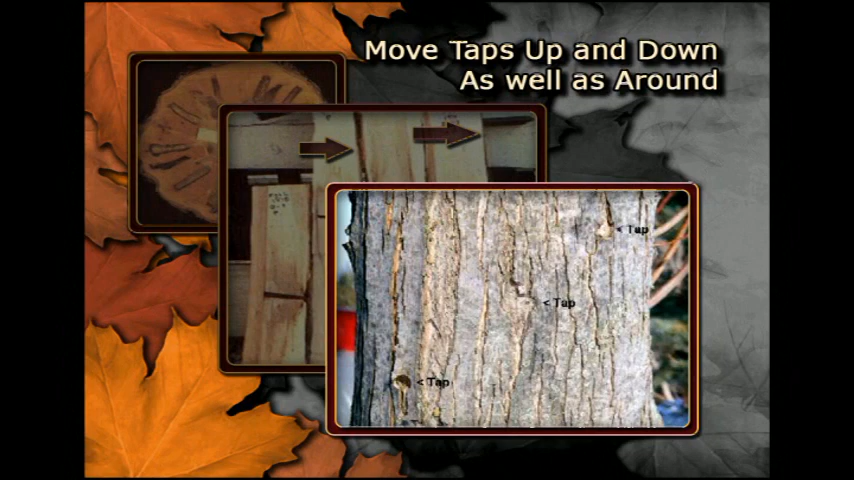 Move Taps Up and Down
As well as Around
< Tap
< Tap
< Tap